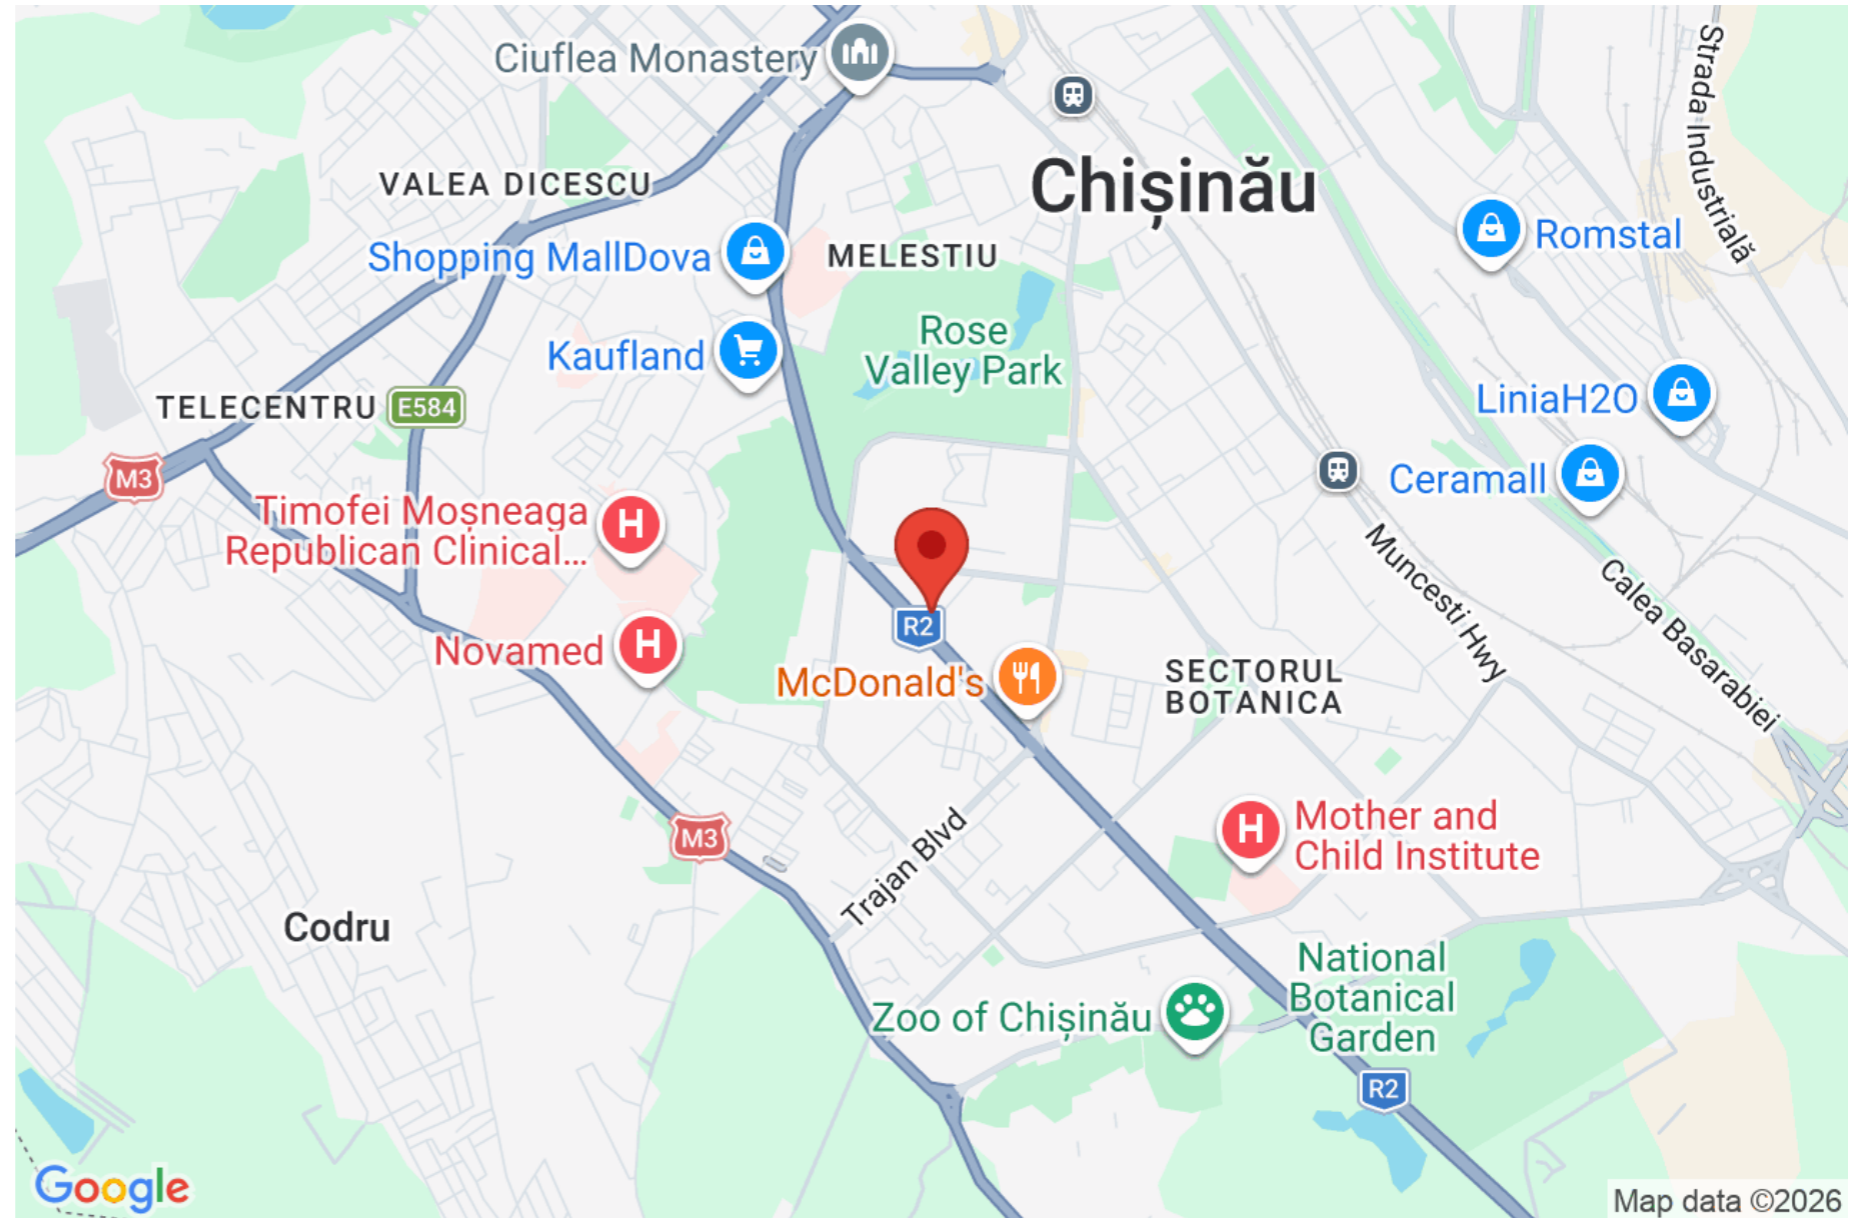 Ciuflea Monastery
Strada Industrială
Chișinău
VALEA DICESCU
Romstal
Shopping MallDova
MELESTIU
Rose
Valley Park
Kaufland
LiniaH2O
TELECENTRU
E584
M3
Ceramall
Timofei Moșneaga
Republican Clinical...
H
Muncesti Hwy
Calea Basarabiei
R2
Novamed
H
McDonald's
SECTORUL
BOTANICA
M3
H
Mother and
Child Institute
Trajan Blvd
Codru
National
Botanical
Garden
Zoo of Chișinău
R2
Google
Map data ©2026